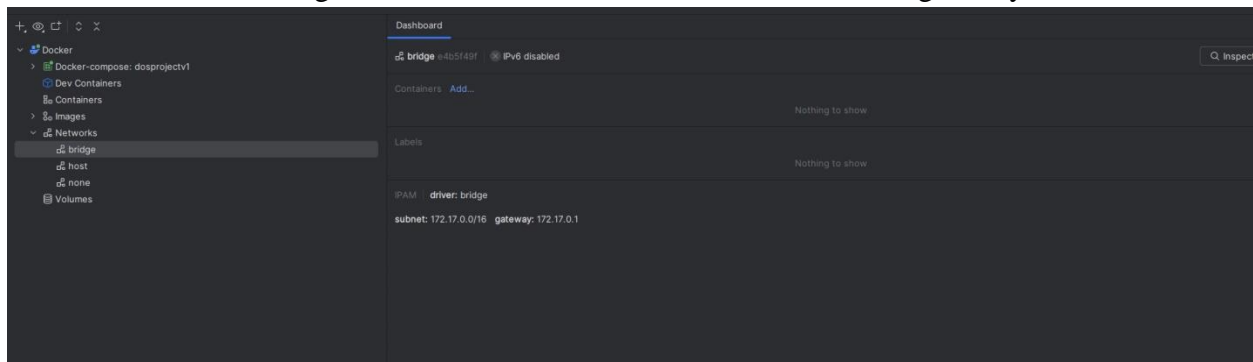 Dashboard
Docker
Docker-compose: dosprojectv1
Dev Containers
Containers
Images
Networks
bridge
host
none
Volumes
bridge e4b5f49f IPv6 disabled
Inspect
Containers Add...
Nothing to show
Labels
Nothing to show
IPAM driver: bridge
subnet: 172.17.0.0/16 gateway: 172.17.0.1